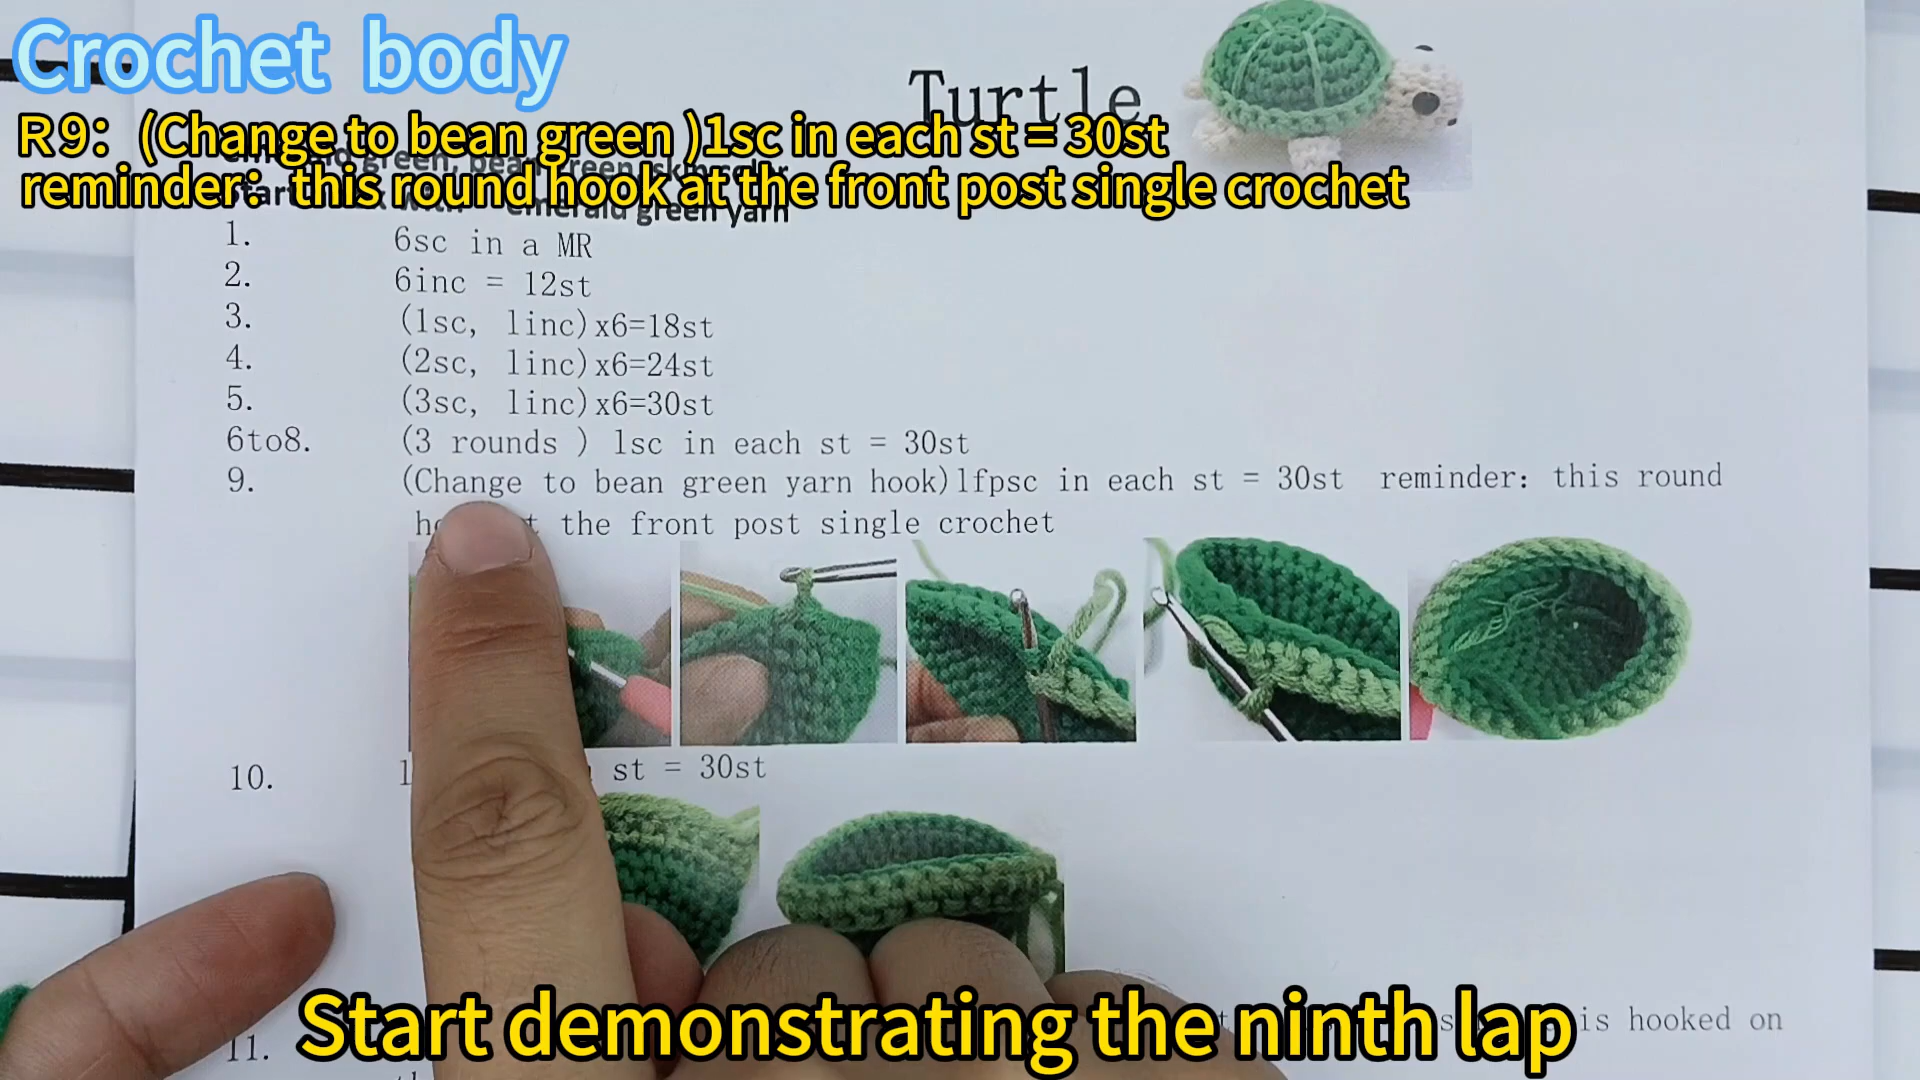 Crochet body
Turtle
R9: (Change to bean green )1sc in each st = 30st
reminder: this round hook at the front post single crochet
emerald green yarn
1. 6sc in a MR
2. 6inc = 12st
3. (1sc, 1inc)x6=18st
4. (2sc, 1inc)x6=24st
5. (3sc, 1inc)x6=30st
6to8. (3 rounds ) 1sc in each st = 30st
9. (Change to bean green yarn hook)1fpsc in each st = 30st reminder: this round
the front post single crochet
10. st = 30st
Start demonstrating the ninth lap
is hooked on
11.